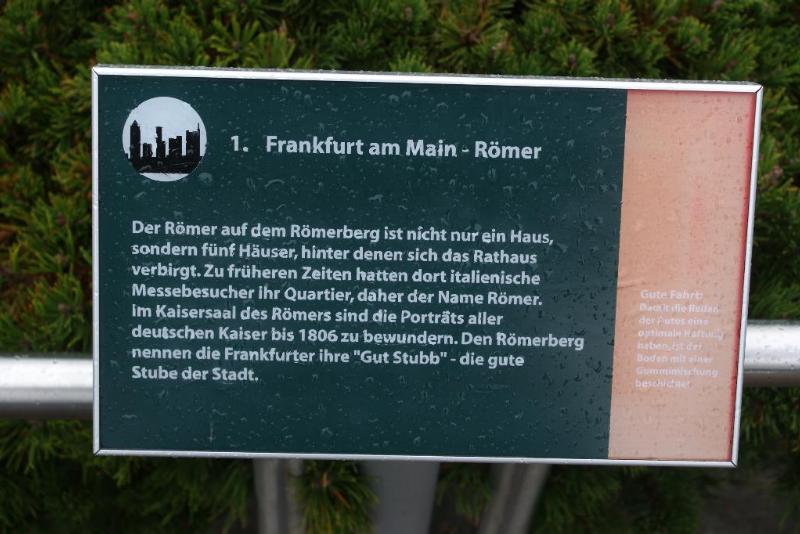 1. Frankfurt am Main - Römer
Der Römer auf dem Römerberg ist nicht nur ein Haus,
sondern fünf Häuser, hinter denen sich das Rathaus
verbirgt. Zu früheren Zeiten hatten dort italienische
Messebesucher ihr Quartier, daher der Name Römer.
Im Kaisersaal des Römers sind die Porträts aller
deutschen Kaiser bis 1806 zu bewundern. Den Römerberg
nennen die Frankfurter ihre "Gut Stubb" - die gute
Stube der Stadt.
Gute Fahrt:
Damit die Reifen
der Autos eine
optimale Haftung
haben, ist der
Boden mit einer
Gummimischung
beschichtet